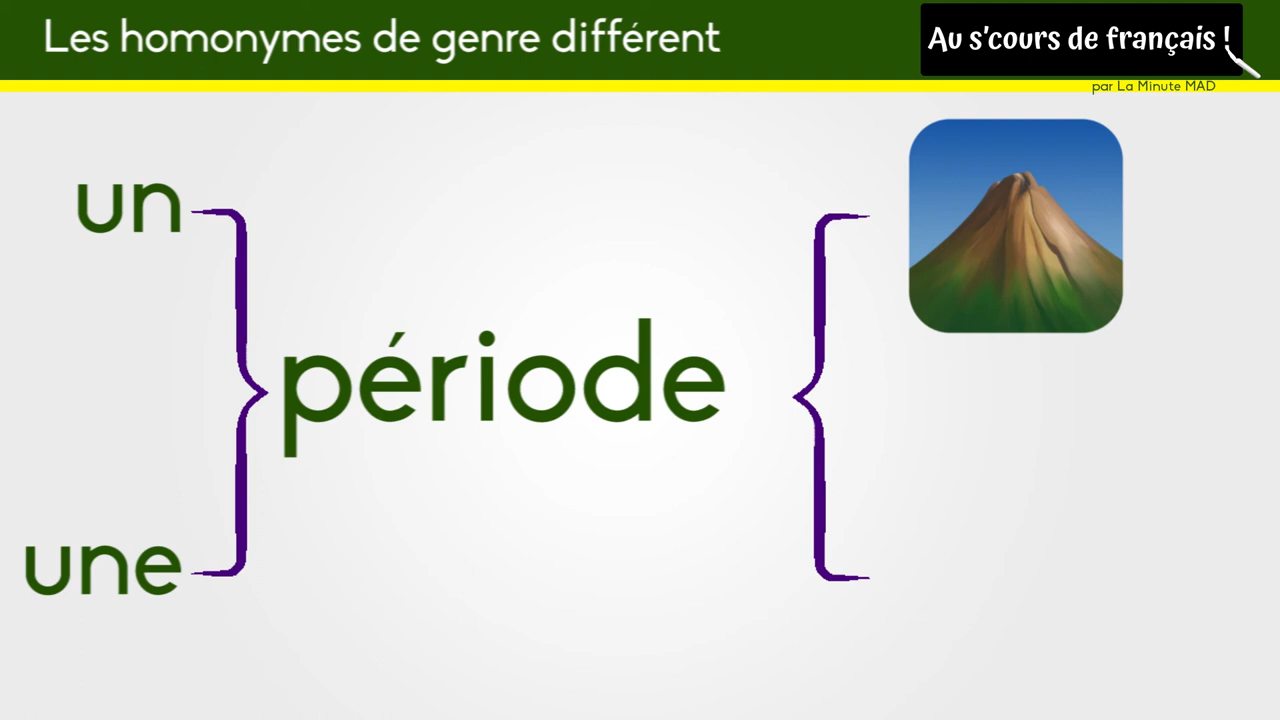 Les homonymes de genre différent
Au s'cours de français !
par La Minute MAD
un
période
une